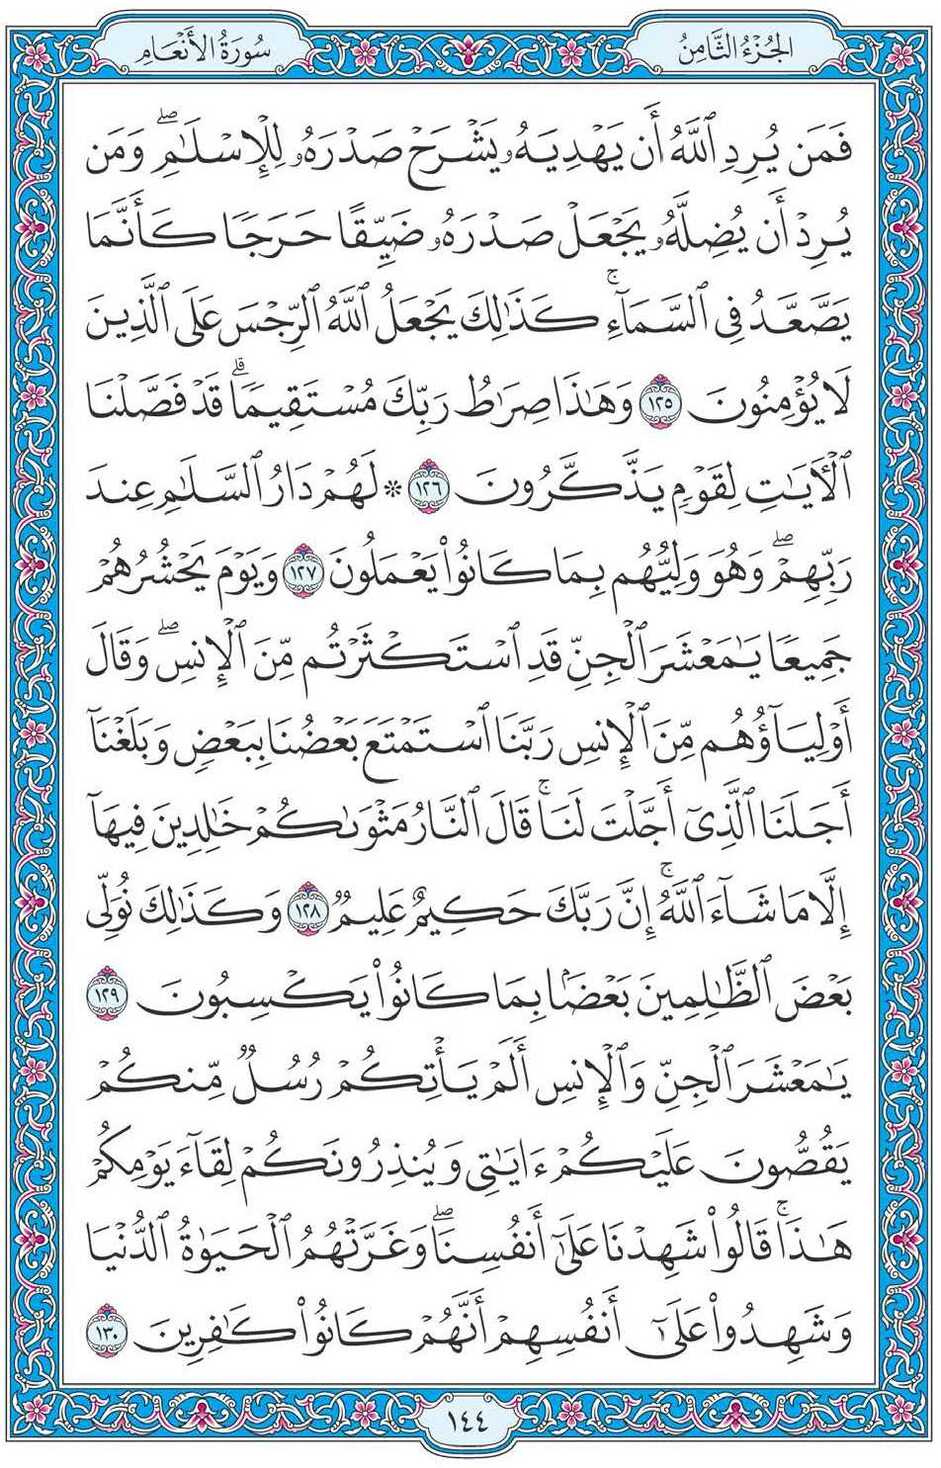 الجُزْءُ الثَّامِنُ
سُورَةُ الأَنْعَامِ
فَمَن يُرِدِ ٱللَّهُ أَن يَهْدِيَهُۥ يَشْرَحْ صَدْرَهُۥ لِلْإِسْلَٰمِۖ وَمَن
يُرِدْ أَن يُضِلَّهُۥ يَجْعَلْ صَدْرَهُۥ ضَيِّقًا حَرَجًا كَأَنَّمَا
يَصَّعَّدُ فِي ٱلسَّمَآءِۚ كَذَٰلِكَ يَجْعَلُ ٱللَّهُ ٱلرِّجْسَ عَلَى ٱلَّذِينَ
لَا يُؤْمِنُونَ ١٢٥ وَهَٰذَا صِرَٰطُ رَبِّكَ مُسْتَقِيمًاۗ قَدْ فَصَّلْنَا
ٱلْأٓيَٰتِ لِقَوْمٖ يَذَّكَّرُونَ ١٢٦ ۞ لَهُمْ دَارُ ٱلسَّلَٰمِ عِندَ
رَبِّهِمْۖ وَهُوَ وَلِيُّهُم بِمَا كَانُواْ يَعْمَلُونَ ١٢٧ وَيَوْمَ يَحْشُرُهُمْ
جَمِيعًا يَٰمَعْشَرَ ٱلْجِنِّ قَدِ ٱسْتَكْثَرْتُم مِّنَ ٱلْإِنسِۖ وَقَالَ
أَوْلِيَآؤُهُم مِّنَ ٱلْإِنسِ رَبَّنَا ٱسْتَمْتَعَ بَعْضُنَا بِبَعْضٖ وَبَلَغْنَآ
أَجَلَنَا ٱلَّذِيٓ أَجَّلْتَ لَنَاۚ قَالَ ٱلنَّارُ مَثْوَىٰكُمْ خَٰلِدِينَ فِيهَآ
إِلَّا مَا شَآءَ ٱللَّهُۚ إِنَّ رَبَّكَ حَكِيمٌ عَلِيمٌ ١٢٨ وَكَذَٰلِكَ نُوَلِّي
بَعْضَ ٱلظَّٰلِمِينَ بَعْضَۢا بِمَا كَانُواْ يَكْسِبُونَ ١٢٩
يَٰمَعْشَرَ ٱلْجِنِّ وَٱلْإِنسِ أَلَمْ يَأْتِكُمْ رُسُلٌ مِّنكُمْ
يَقُصُّونَ عَلَيْكُمْ ءَايَٰتِي وَيُنذِرُونَكُمْ لِقَآءَ يَوْمِكُمْ
هَٰذَاۚ قَالُواْ شَهِدْنَا عَلَىٰٓ أَنفُسِنَاۖ وَغَرَّتْهُمُ ٱلْحَيَوٰةُ ٱلدُّنْيَا
وَشَهِدُواْ عَلَىٰٓ أَنفُسِهِمْ أَنَّهُمْ كَانُواْ كَٰفِرِينَ ١٣٠
١٤٤